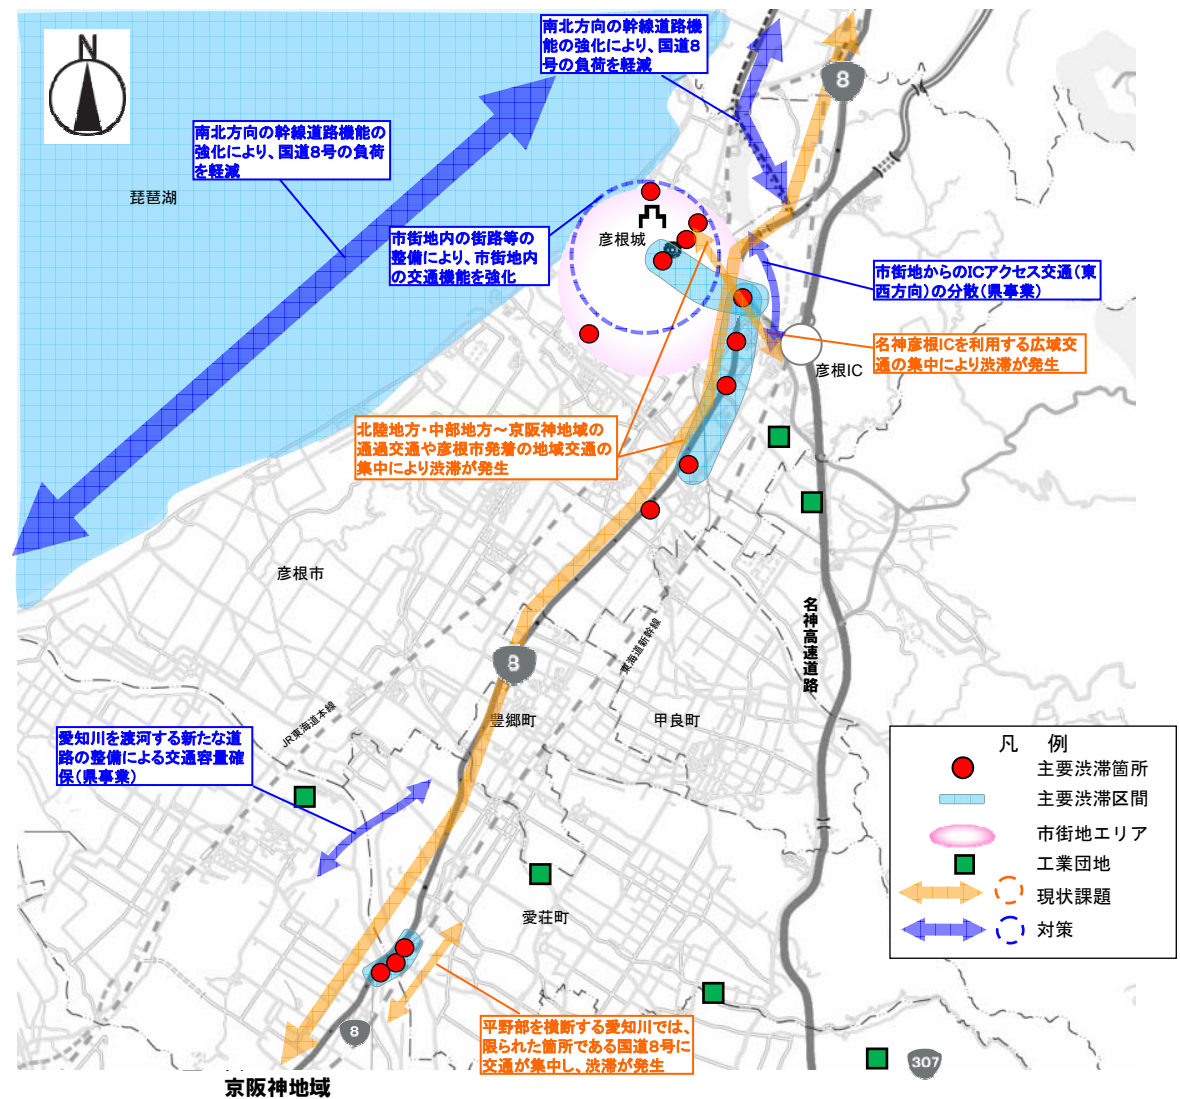 南北方向の幹線道路機
能の強化により、国道8
号の負荷を軽減
N
8
南北方向の幹線道路機能の
強化により、国道8号の負荷
を軽減
琵琶湖
市街地内の街路等の
整備により、市街地内
の交通機能を強化
彦根城
市街地からのICアクセス交通(東
西方向)の分散(県事業)
名神彦根ICを利用する広域交
通の集中により渋滞が発生
彦根IC
北陸地方・中部地方～京阪神地域の
通過交通や彦根市発着の地域交通の
集中により渋滞が発生
彦根市
名神高速道路
東海道新幹線
8
豊郷町
甲良町
JR東海道本線
愛知川を渡河する新たな道
路の整備による交通容量確
保(県事業)
凡 例
主要渋滞箇所
主要渋滞区間
市街地エリア
工業団地
現状課題
対策
愛荘町
平野部を横断する愛知川では、
限られた箇所である国道8号に
交通が集中し、渋滞が発生
8
307
京阪神地域